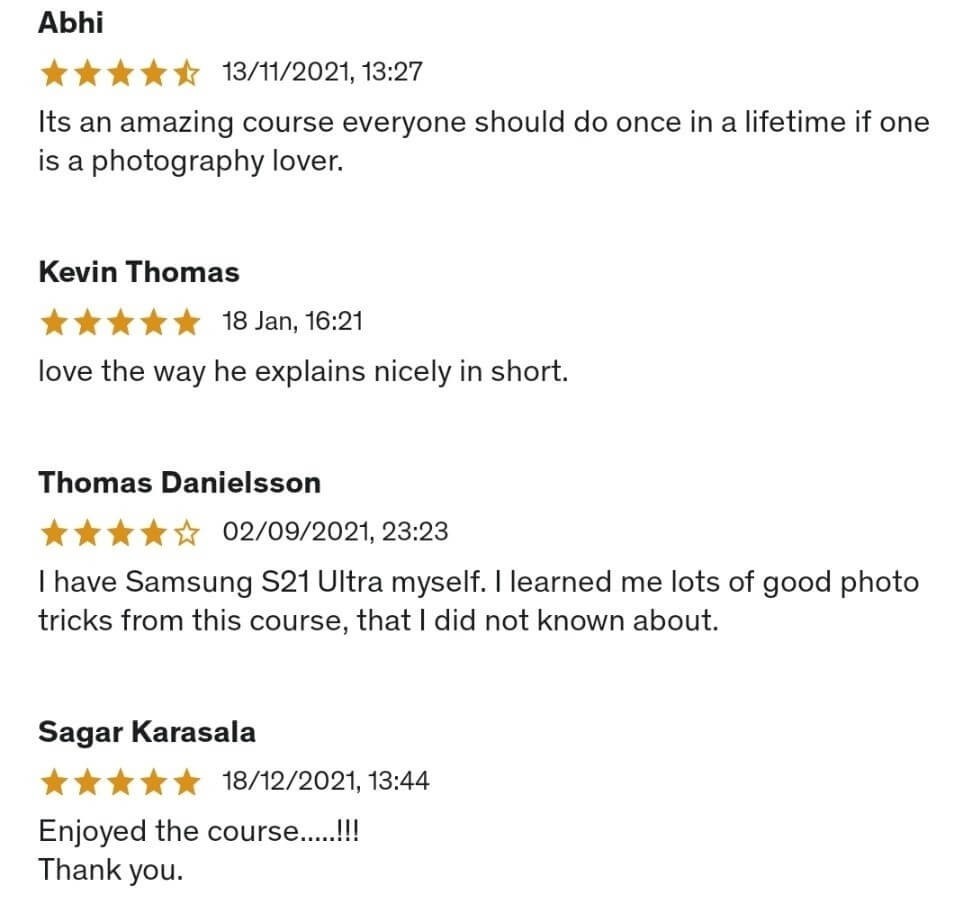 Abhi
13/11/2021, 13:27
Its an amazing course everyone should do once in a lifetime if one
is a photography lover.
Kevin Thomas
18 Jan, 16:21
love the way he explains nicely in short.
Thomas Danielsson
02/09/2021, 23:23
I have Samsung S21 Ultra myself. I learned me lots of good photo
tricks from this course, that I did not known about.
Sagar Karasala
18/12/2021, 13:44
Enjoyed the course.....!!!
Thank you.